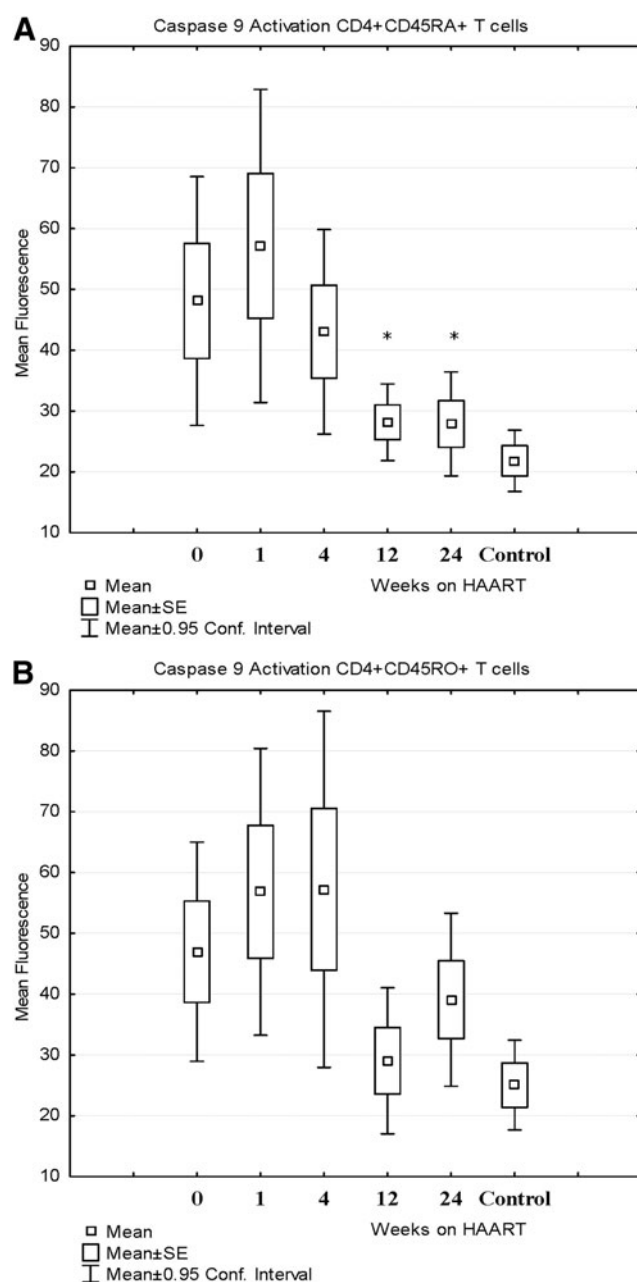 A
Caspase 9 Activation CD4+CD45RA+ T cells
90
80
70
60
50
40
30
20
10
Mean Fluorescence
*
*
0 1 4 12 24 Control
Weeks on HAART
Mean
Mean±SE
Mean±0.95 Conf. Interval
B
Caspase 9 Activation CD4+CD45RO+ T cells
90
80
70
60
50
40
30
20
10
Mean Fluorescence
0 1 4 12 24 Control
Weeks on HAART
Mean
Mean±SE
Mean±0.95 Conf. Interval